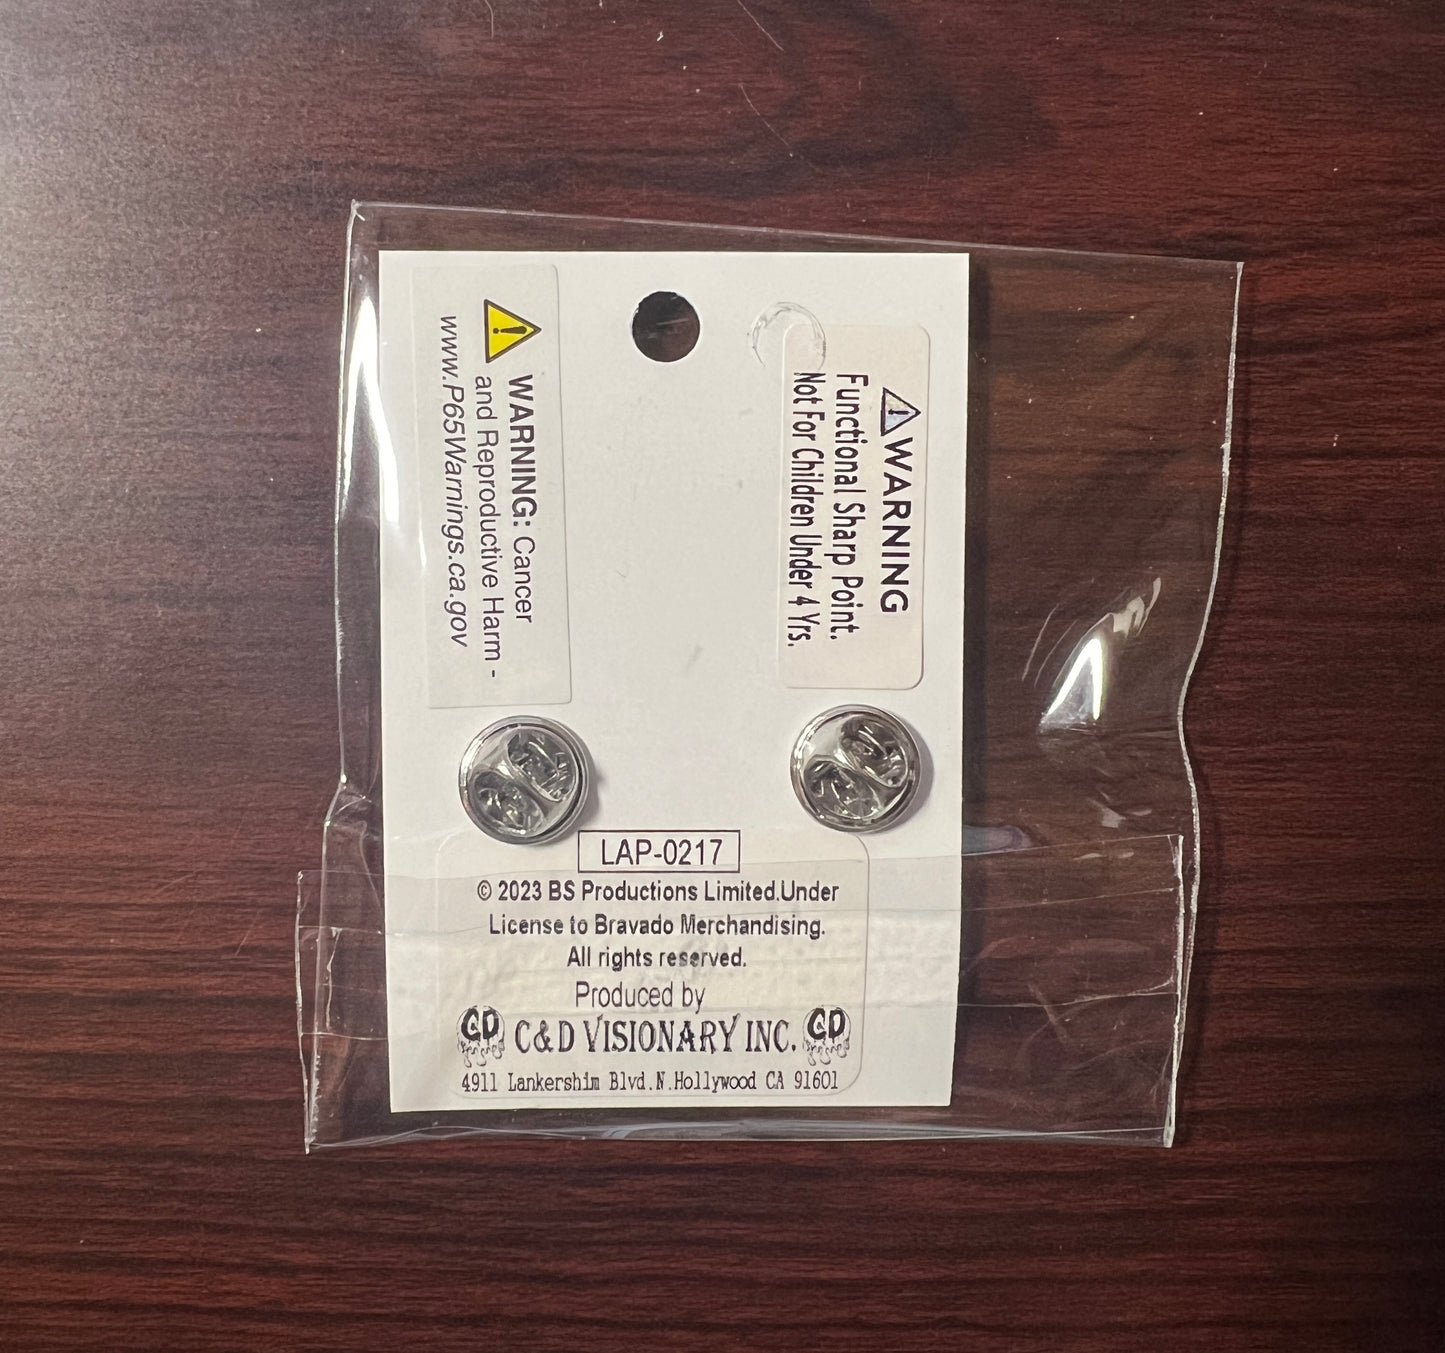 WARNING: Cancer
and Reproductive Harm -
www.P65Warnings.ca.gov
WARNING
Functional Sharp Point.
Not For Children Under 4 Yrs.
LAP-0217
© 2023 BS Productions Limited.Under
License to Bravado Merchandising.
All rights reserved.
Produced by
CD C&D VISIONARY INC. CD
4911 Lankershim Blvd.N.Hollywood CA 91601